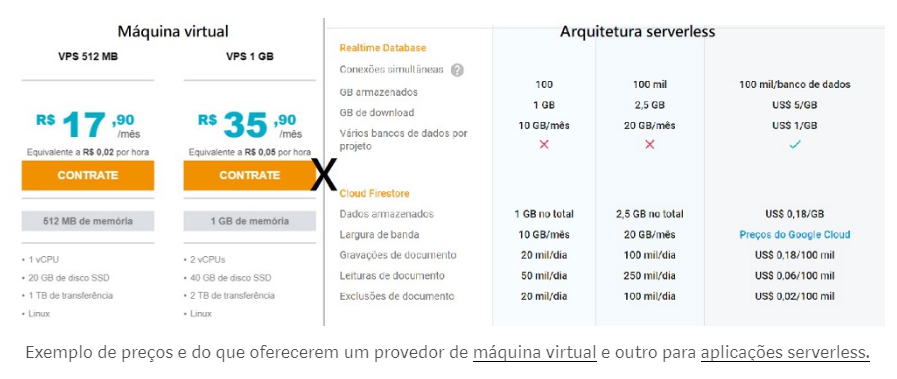 Máquina virtual
VPS 512 MB VPS 1 GB
R$ 17,90 /mês R$ 35,90 /mês
Equivalente a R$ 0,02 por hora Equivalente a R$ 0,05 por hora
CONTRATE CONTRATE
512 MB de memória 1 GB de memória
• 1 vCPU • 2 vCPUs
• 20 GB de disco SSD • 40 GB de disco SSD
• 1 TB de transferência • 2 TB de transferência
• Linux • Linux
X
Arquitetura serverless
Realtime Database
Conexões simultâneas ? 100 100 mil 100 mil/banco de dados
GB armazenados 1 GB 2,5 GB US$ 5/GB
GB de download 10 GB/mês 20 GB/mês US$ 1/GB
Vários bancos de dados por
projeto
Cloud Firestore
Dados armazenados 1 GB no total 2,5 GB no total US$ 0,18/GB
Largura de banda 10 GB/mês 20 GB/mês Preços do Google Cloud
Gravações de documento 20 mil/dia 100 mil/dia US$ 0,18/100 mil
Leituras de documento 50 mil/dia 250 mil/dia US$ 0,06/100 mil
Exclusões de documento 20 mil/dia 100 mil/dia US$ 0,02/100 mil
Exemplo de preços e do que oferecerem um provedor de máquina virtual e outro para aplicações serverless.